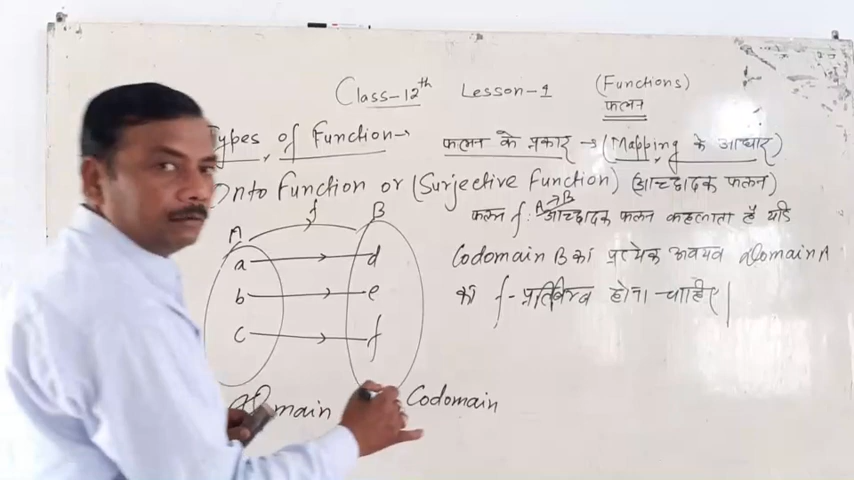 Class-12th Lesson-1 (Functions)
फलन
Types of Function→ फलन के प्रकार → (Mapping के आधार)
Onto Function or (Surjective Function) (आच्छादक फलन)
फलन f: A→B आच्छादक फलन कहलाता है यदि
Codomain B का प्रत्येक अवयव Domain A
का f-प्रतिबिम्ब होना चाहिए|
f
A B
a d
b e
c f
Domain Codomain